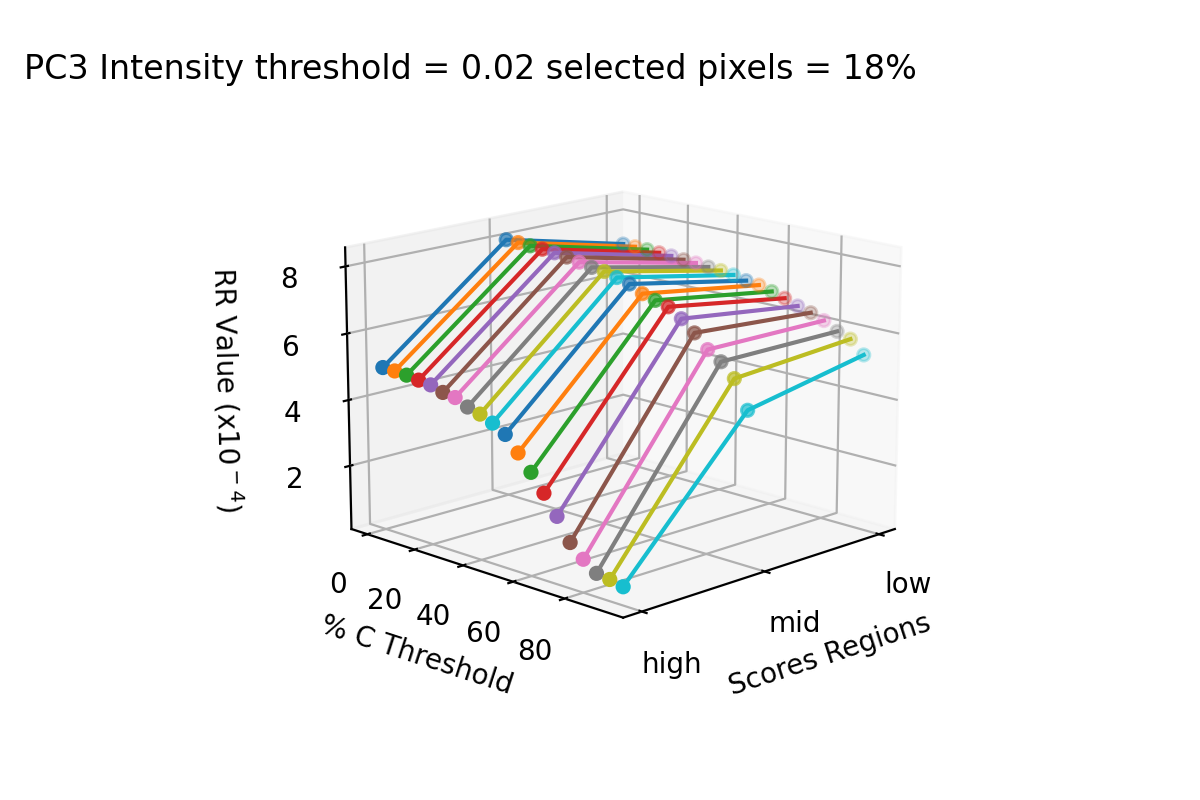 PC3 Intensity threshold = 0.02 selected pixels = 18%
RR Value (x10⁻⁴)
8
6
4
2
0
20
40
60
80
% C Threshold
high
mid
low
Scores Regions